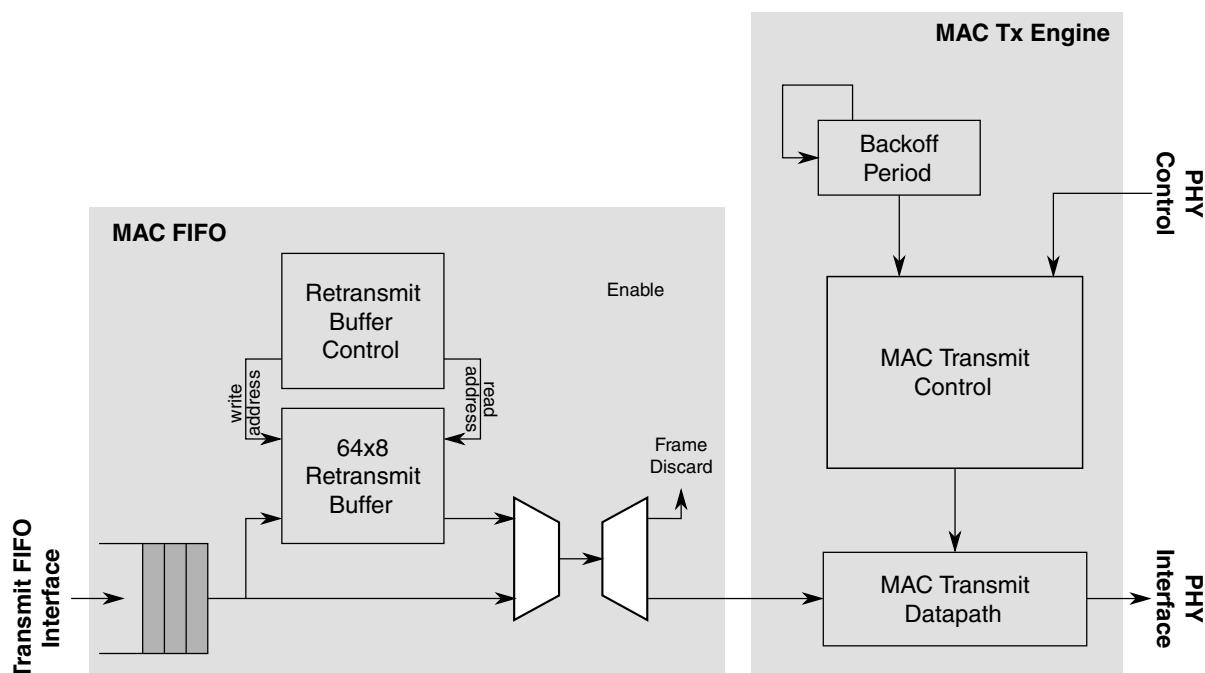 MAC Tx Engine
Backoff
Period
PHY
Control
MAC FIFO
Retransmit
Buffer
Control
Enable
MAC Transmit
Control
write
address
read
address
64x8
Retransmit
Buffer
Frame
Discard
Transmit FIFO
Interface
MAC Transmit
Datapath
PHY
Interface